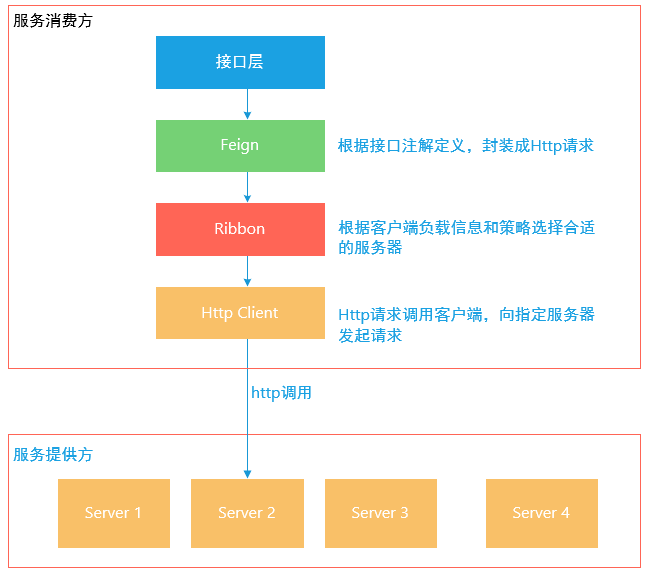 服务消费方
接口层
Feign
根据接口注解定义，封装成Http请求
Ribbon
根据客户端负载信息和策略选择合适
的服务器
Http Client
Http请求调用客户端，向指定服务器
发起请求
http调用
服务提供方
Server 1
Server 2
Server 3
Server 4